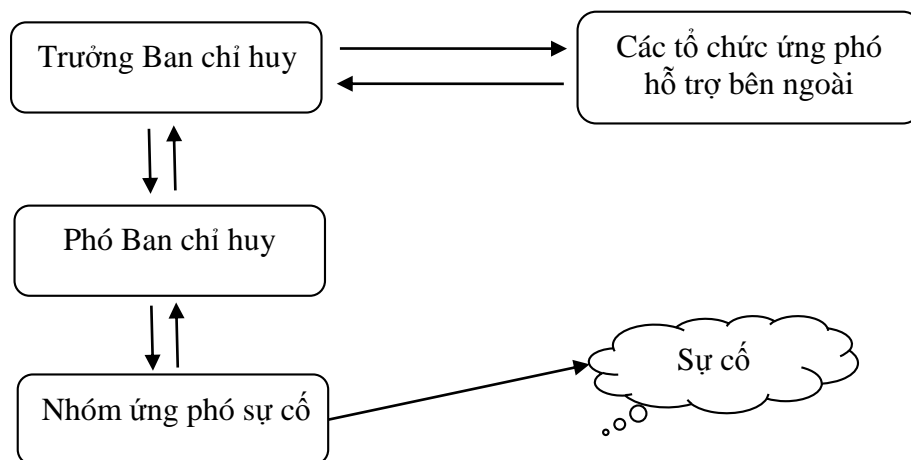 Trưởng Ban chỉ huy
Các tổ chức ứng phó
hỗ trợ bên ngoài
Phó Ban chỉ huy
Sự cố
Nhóm ứng phó sự cố